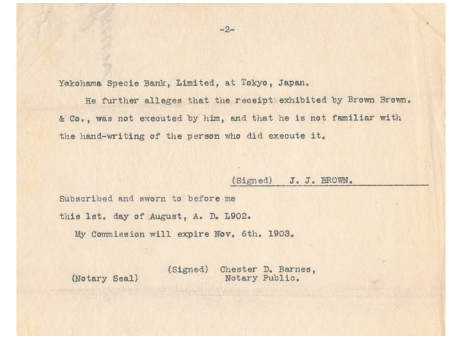 -2-
Yokohama Specie Bank, Limited, at Tokyo, Japan.
He further alleges that the receipt exhibited by Brown Brown.
& Co., was not executed by him, and that he is not familiar with
the hand-writing of the person who did execute it.
(Signed) J. J. BROWN.
Subscribed and sworn to before me
this 1st. day of August, A. D. L902.
My Commission will expire Nov. 6th. 1903.
(Signed) Chester D. Barnes,
(Notary Seal) Notary Public.